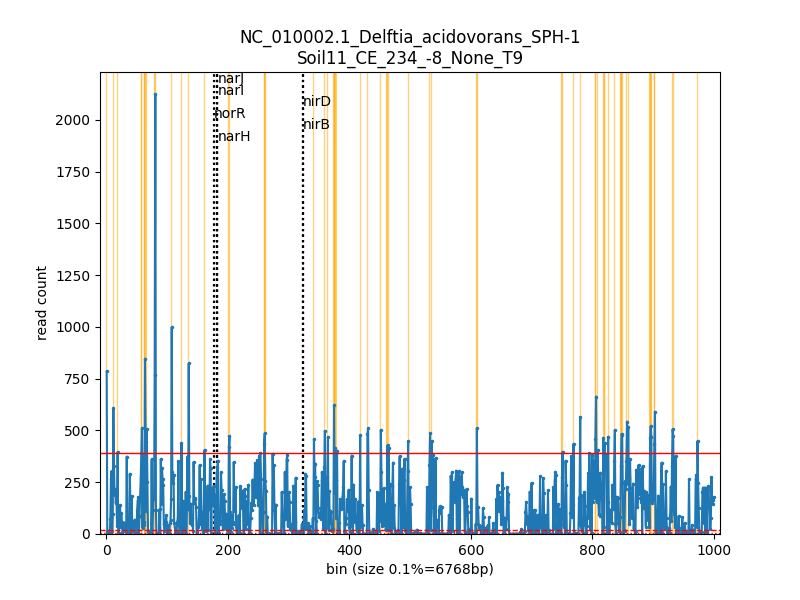 NC_010002.1_Delftia_acidovorans_SPH-1
Soil11_CE_234_-8_None_T9
narJ
narI
norR
narH
nirD
nirB
read count
2000
1750
1500
1250
1000
750
500
250
0
0
200
400
600
800
1000
bin (size 0.1%=6768bp)